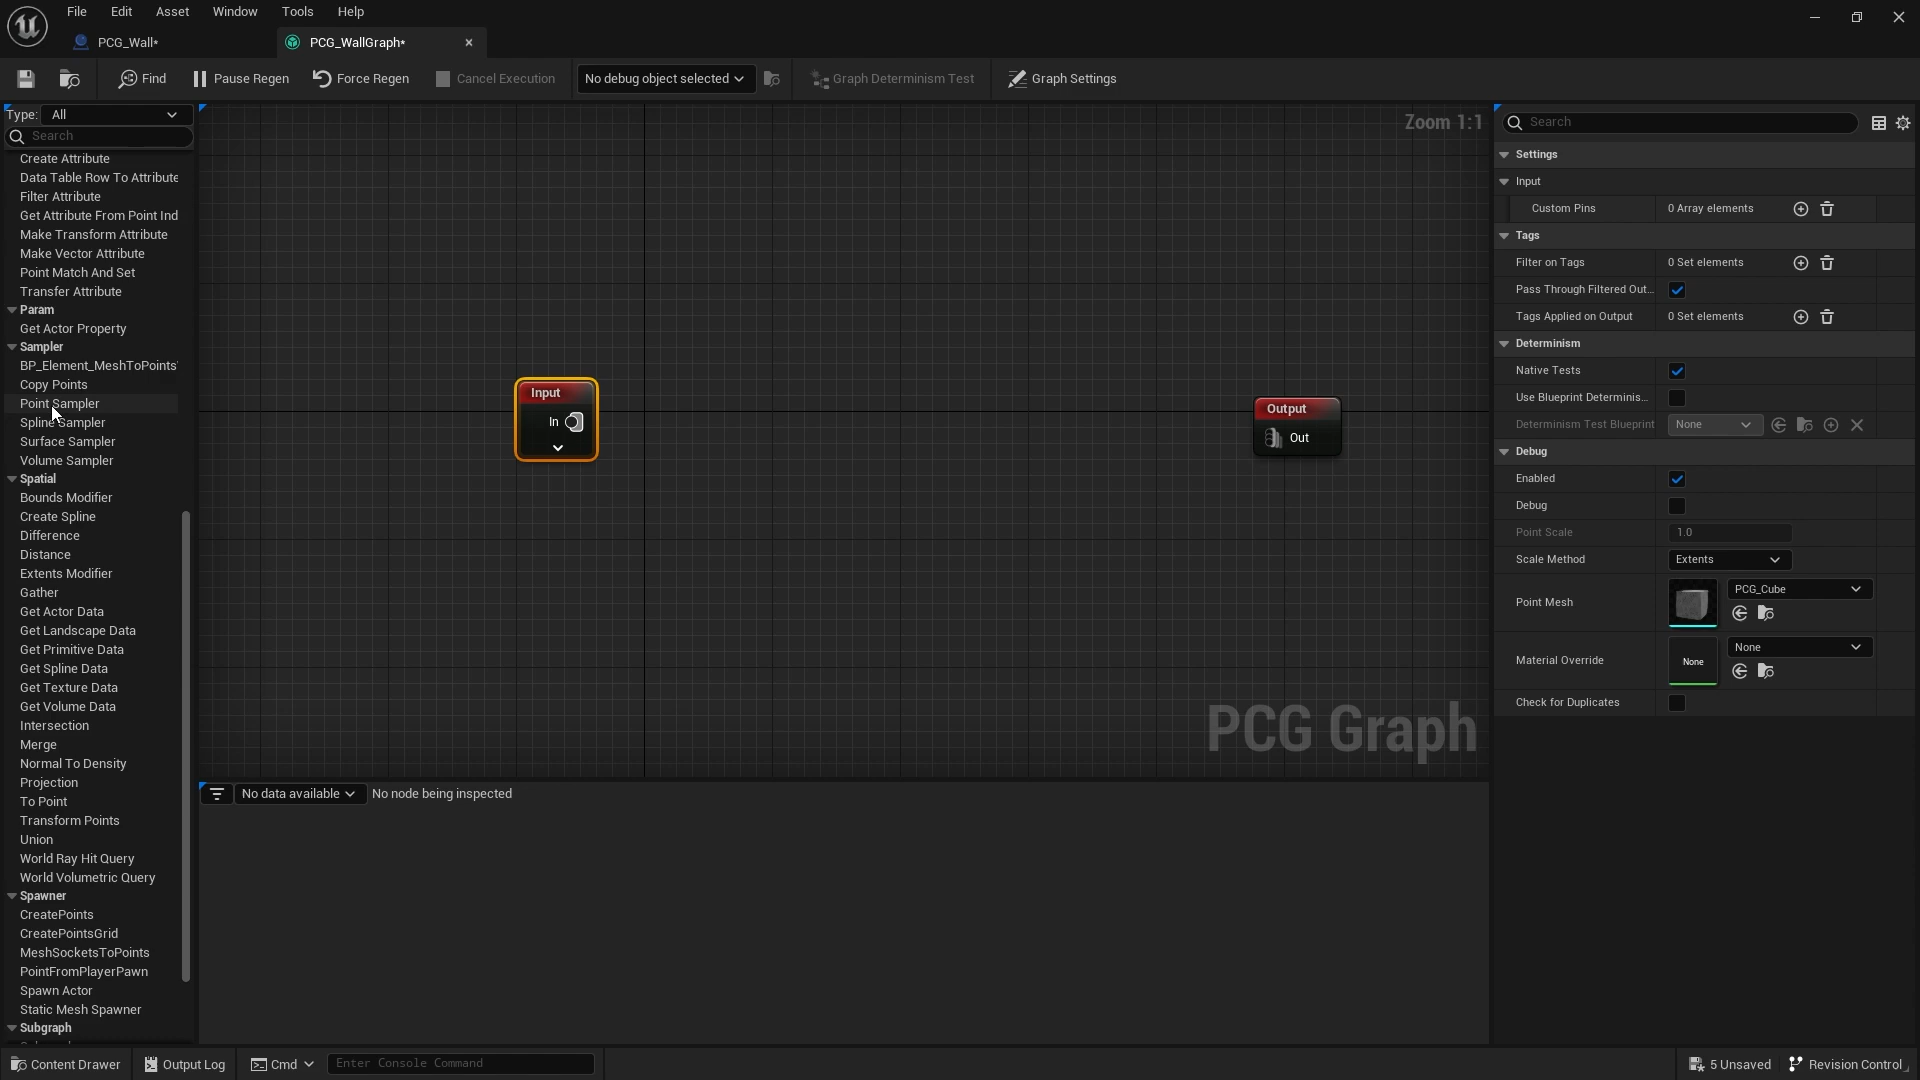 File Edit Asset Window Tools Help
PCG_Wall*
PCG_WallGraph*
Find
Pause Regen
Force Regen
Cancel Execution
No debug object selected
Graph Determinism Test
Graph Settings
Type: All
Search
Create Attribute
Data Table Row To Attribute
Filter Attribute
Get Attribute From Point Ind
Make Transform Attribute
Make Vector Attribute
Point Match And Set
Transfer Attribute
Param
Get Actor Property
Sampler
BP_Element_MeshToPoints
Copy Points
Point Sampler
Spline Sampler
Surface Sampler
Volume Sampler
Spatial
Bounds Modifier
Create Spline
Difference
Distance
Extents Modifier
Gather
Get Actor Data
Get Landscape Data
Get Primitive Data
Get Spline Data
Get Texture Data
Get Volume Data
Intersection
Merge
Normal To Density
Projection
To Point
Transform Points
Union
World Ray Hit Query
World Volumetric Query
Spawner
CreatePoints
CreatePointsGrid
MeshSocketsToPoints
PointFromPlayerPawn
Spawn Actor
Static Mesh Spawner
Subgraph
Zoom 1:1
Input
In
Output
Out
PCG Graph
No data available
No node being inspected
Search
Settings
Input
Custom Pins 0 Array elements
Tags
Filter on Tags 0 Set elements
Pass Through Filtered Out...
Tags Applied on Output 0 Set elements
Determinism
Native Tests
Use Blueprint Determinis...
Determinism Test Blueprint None
Debug
Enabled
Debug
Point Scale 1.0
Scale Method Extents
Point Mesh PCG_Cube
Material Override None None
Check for Duplicates
Content Drawer
Output Log
Cmd
Enter Console Command
5 Unsaved
Revision Control